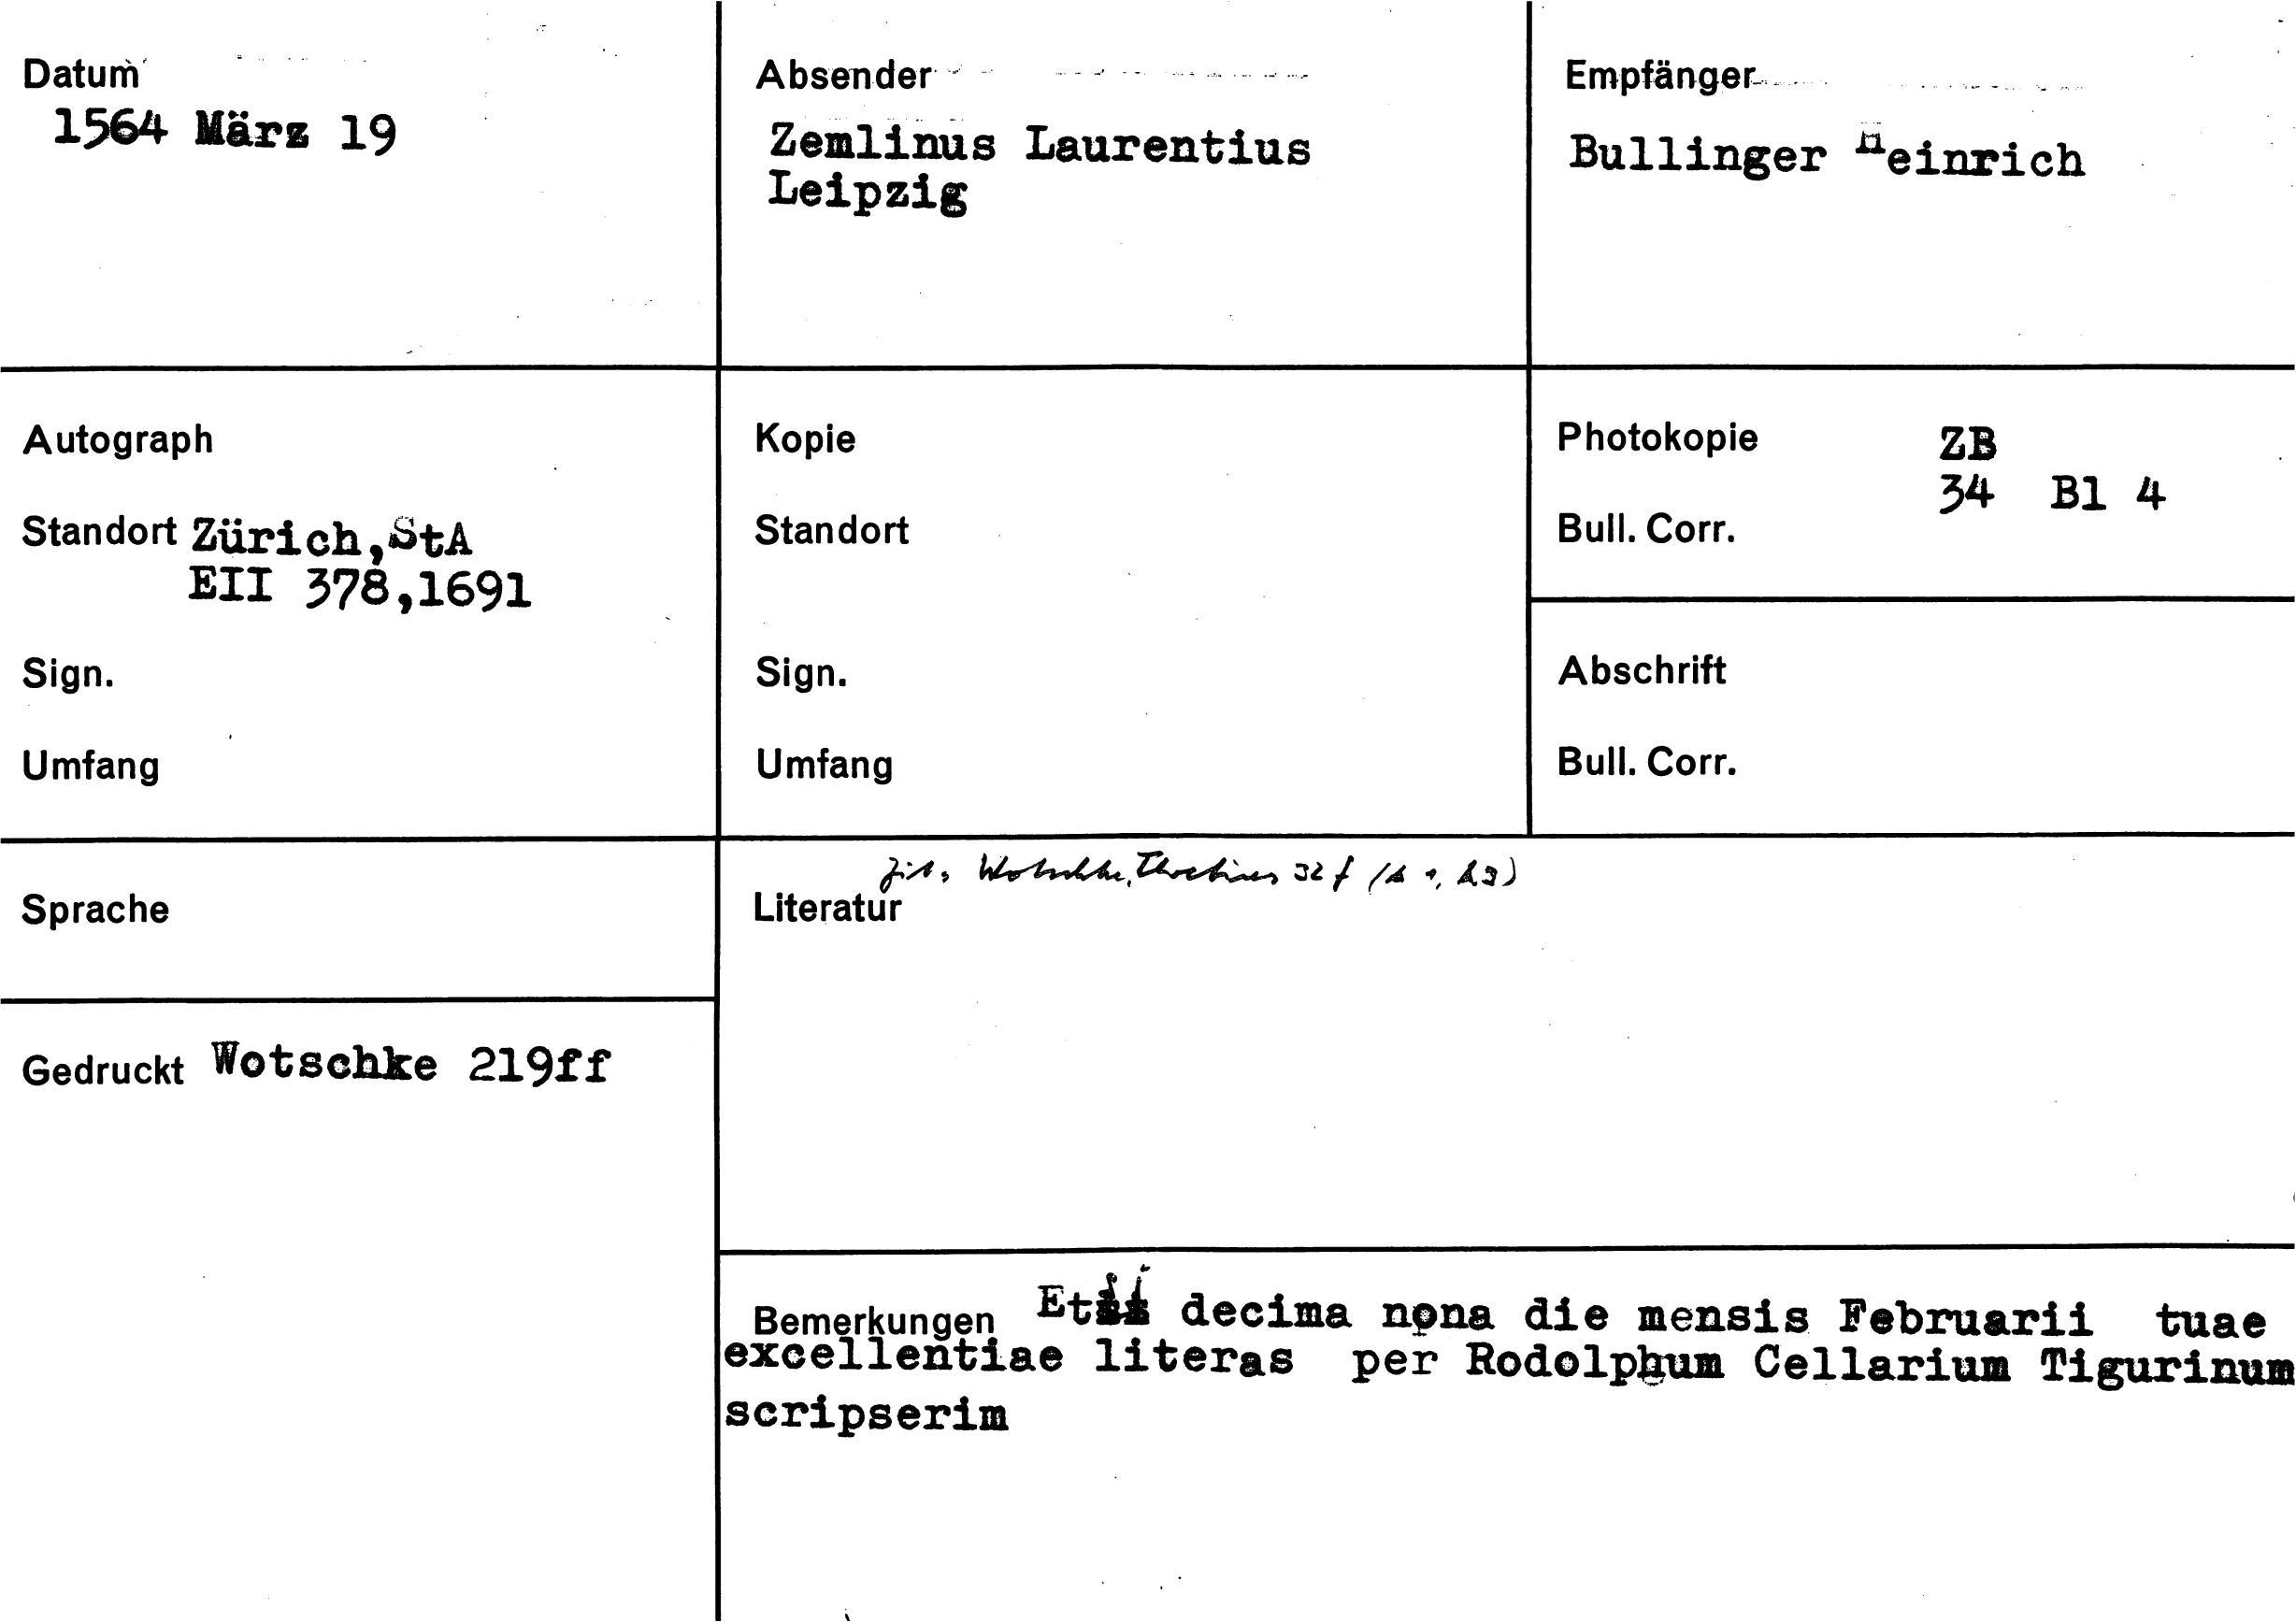 Datum
1564 März 19
Absender
Zemlinus Laurentius
Leipzig
Empfänger
Bullinger Heinrich
Autograph
Standort Zürich, StA
EII 378,1691
Sign.
Umfang
Kopie
Standort
Sign.
Umfang
Photokopie ZB
34 Bl 4
Bull. Corr.
Abschrift
Bull. Corr.
Sprache
zit. Wotschke, 32 f
Literatur
Gedruckt Wotschke 219ff
Bemerkungen Etsi decima nona die mensis Februarii tuae
excellentiae literas per Rodolphum Cellarium Tigurinum
scripserim